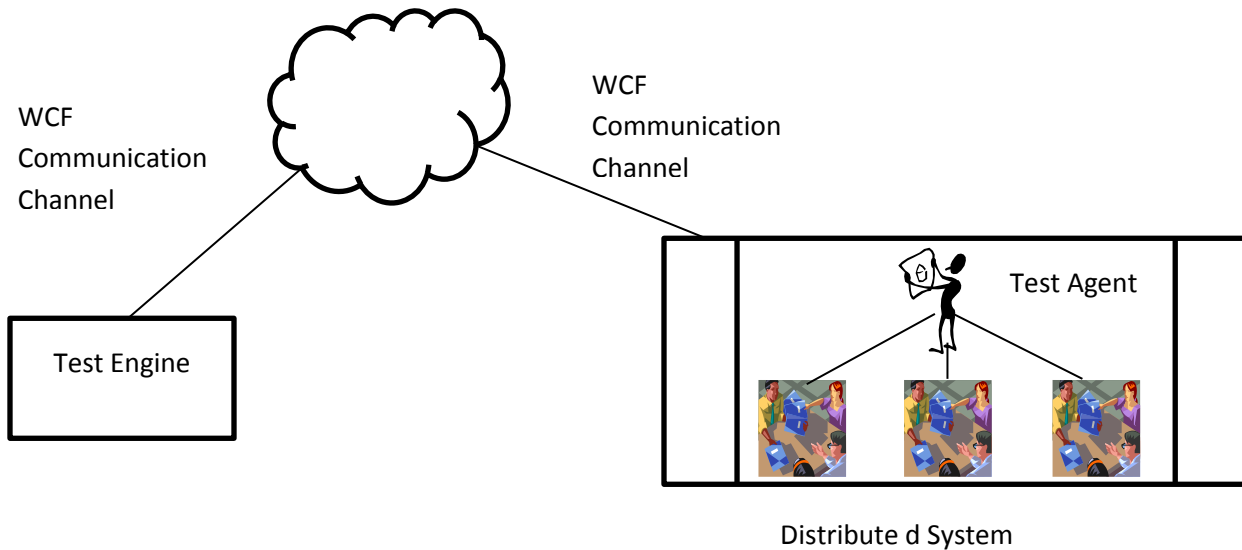 WCF
Communication
Channel
WCF
Communication
Channel
Test Engine
Test Agent
Distribute d System